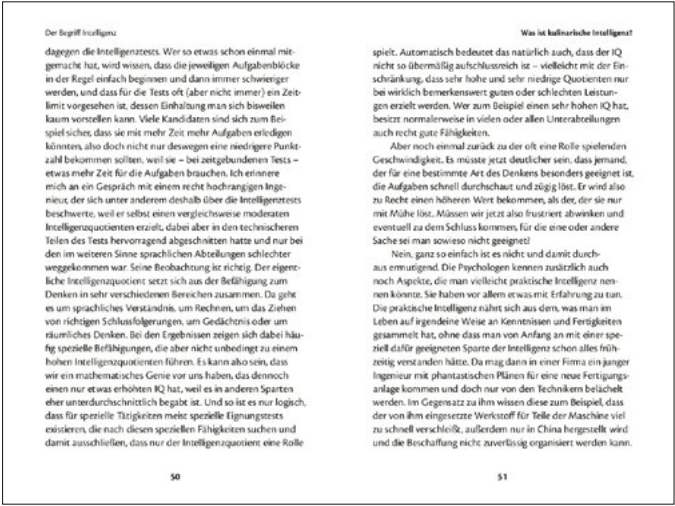 Der Begriff Intelligenz
dagegen die Intelligenztests. Wer so etwas schon einmal mit-
gemacht hat, wird wissen, dass die jeweiligen Aufgabenblöcke
in der Regel einfach beginnen und dann immer schwieriger
werden, und dass für die Tests oft (aber nicht immer) ein Zeit-
limit vorgesehen ist, dessen Einhaltung man sich bisweilen
kaum vorstellen kann. Viele Kandidaten sind sich zum Bei-
spiel sicher, dass sie mit mehr Zeit mehr Aufgaben erledigen
könnten, also doch nicht nur deswegen eine niedrigere Punkt-
zahl bekommen sollten, weil sie – bei zeitgebundenen Tests –
etwas mehr Zeit für die Aufgaben brauchen. Ich erinnere
mich an ein Gespräch mit einem recht hochrangigen Inge-
nieur, der sich unter anderem deshalb über die Intelligenztests
beschwerte, weil er selbst einen vergleichsweise moderaten
Intelligenzquotienten erzielt, dabei aber in den technischeren
Teilen des Tests hervorragend abgeschnitten hatte und nur bei
den im weiteren Sinne sprachlichen Abteilungen schlechter
weggekommen war. Seine Beobachtung ist richtig. Der eigent-
liche Intelligenzquotient setzt sich aus der Befähigung zum
Denken in sehr verschiedenen Bereichen zusammen. Da geht
es um sprachliches Verständnis, um Rechnen, um das Ziehen
von richtigen Schlussfolgerungen, um Gedächtnis oder um
räumliches Denken. Bei den Ergebnissen zeigen sich dabei häu-
fig spezielle Befähigungen, die aber nicht unbedingt zu einem
hohen Intelligenzquotienten führen. Es kann also sein, dass
wir ein mathematisches Genie vor uns haben, das dennoch
einen nur etwas erhöhten IQ hat, weil es in anderen Sparten
eher unterdurchschnittlich begabt ist. Und so ist es nur logisch,
dass für spezielle Tätigkeiten meist spezielle Eignungstests
existieren, die nach diesen speziellen Fähigkeiten suchen und
damit ausschließen, dass nur der Intelligenzquotient eine Rolle
50
Was ist kulinarische Intelligenz?
spielt. Automatisch bedeutet das natürlich auch, dass der IQ
nicht so übermäßig aufschlussreich ist – vielleicht mit der Ein-
schränkung, dass sehr hohe und sehr niedrige Quotienten nur
bei wirklich bemerkenswert guten oder schlechten Leistun-
gen erzielt werden. Wer zum Beispiel einen sehr hohen IQ hat,
besitzt normalerweise in vielen oder allen Unterabteilungen
auch recht gute Fähigkeiten.
Aber noch einmal zurück zu der oft eine Rolle spielenden
Geschwindigkeit. Es müsste jetzt deutlicher sein, dass jemand,
der für eine bestimmte Art des Denkens besonders geeignet ist,
die Aufgaben schnell durchschaut und zügig löst. Er wird also
zu Recht einen höheren Wert bekommen, als der, der sie nur
mit Mühe löst. Müssen wir jetzt also frustriert abwinken und
eventuell zu dem Schluss kommen, für die eine oder andere
Sache sei man sowieso nicht geeignet?
Nein, ganz so einfach ist es nicht und damit durch-
aus ermutigend. Die Psychologen kennen zusätzlich auch
noch Aspekte, die man vielleicht praktische Intelligenz nen-
nen könnte. Sie haben vor allem etwas mit Erfahrung zu tun.
Die praktische Intelligenz nährt sich aus dem, was man im
Leben auf irgendeine Weise an Kenntnissen und Fertigkeiten
gesammelt hat, ohne dass man von Anfang an mit einer spe-
ziell dafür geeigneten Sparte der Intelligenz schon alles früh-
zeitig verstanden hätte. Da mag dann in einer Firma ein junger
Ingenieur mit phantastischen Plänen für eine neue Fertigungs-
anlage kommen und doch nur von den Technikern belächelt
werden. Im Gegensatz zu ihm wissen diese zum Beispiel, dass
der von ihm eingesetzte Werkstoff für Teile der Maschine viel
zu schnell verschleißt, außerdem nur in China hergestellt wird
und die Beschaffung nicht zuverlässig organisiert werden kann.
51